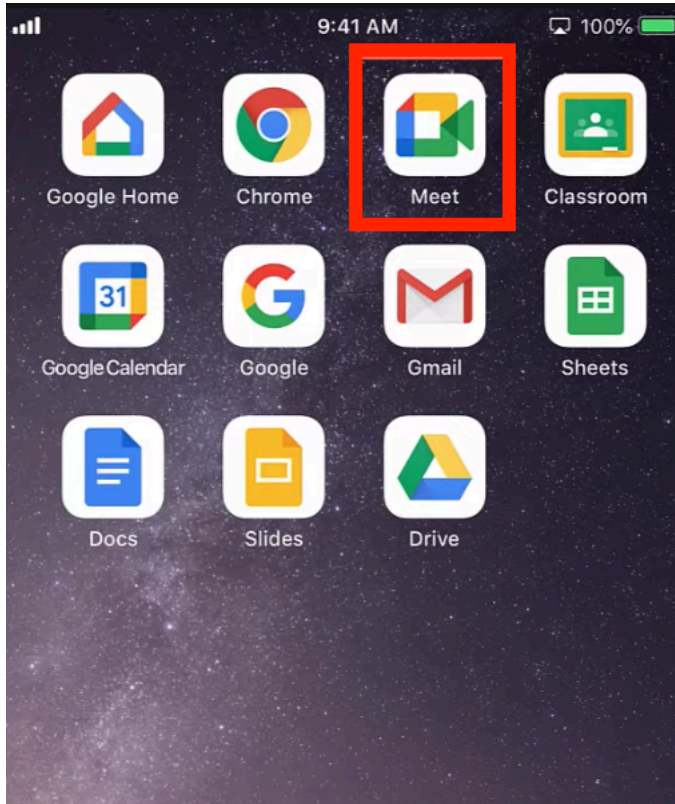 9:41 AM 100%
Google Home Chrome Meet Classroom
31
Google Calendar Google Gmail Sheets
Docs Slides Drive